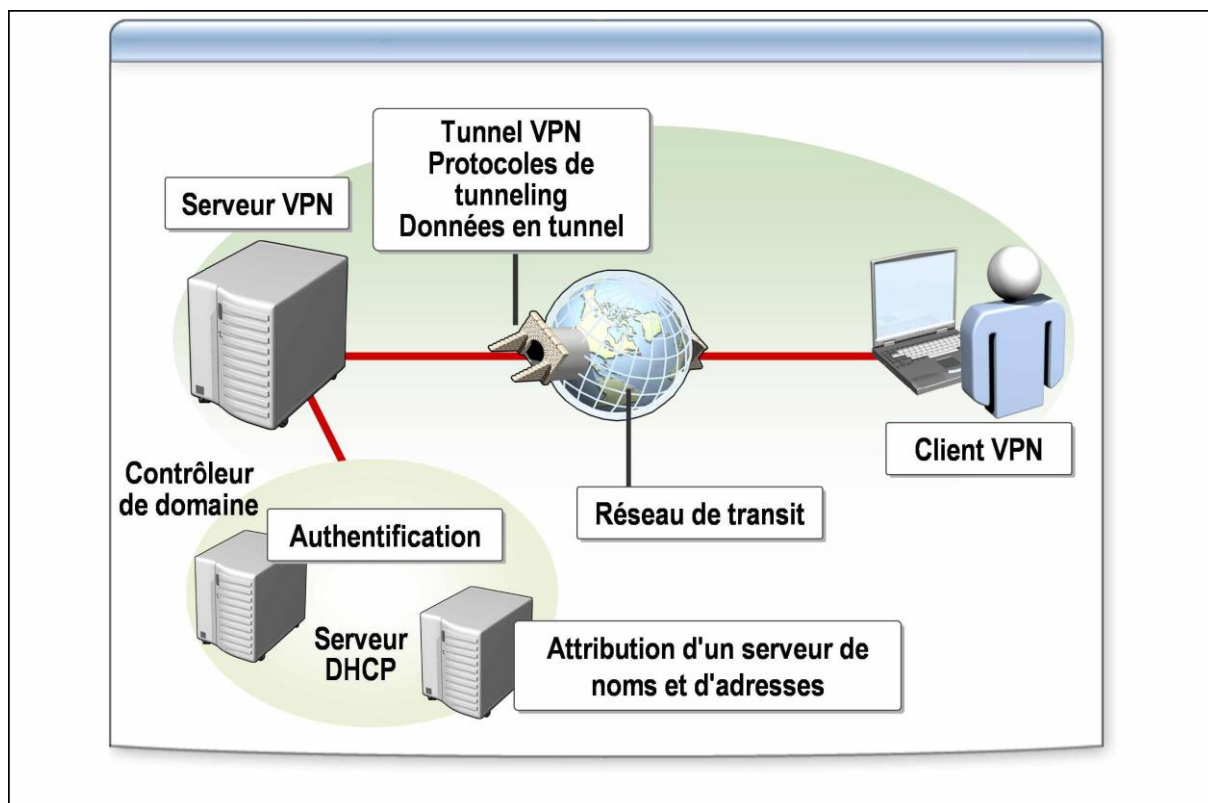 Tunnel VPN
Protocoles de
tunneling
Données en tunnel
Serveur VPN
Client VPN
Réseau de transit
Contrôleur
de domaine
Authentification
Serveur
DHCP
Attribution d'un serveur de
noms et d'adresses